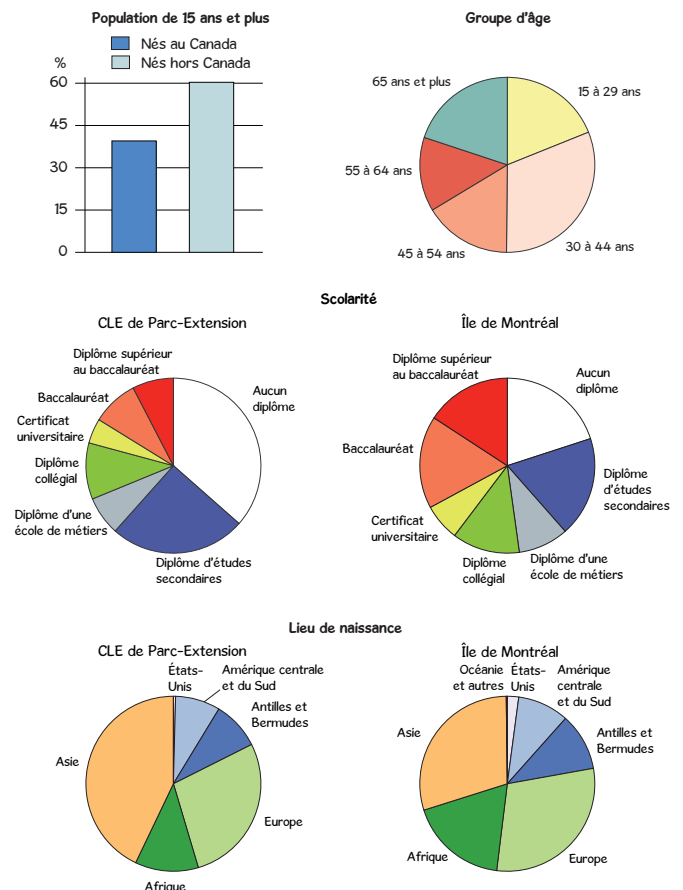 Population de 15 ans et plus
Nés au Canada
Nés hors Canada
%
60
45
30
15
0
Groupe d'âge
65 ans et plus
15 à 29 ans
55 à 64 ans
45 à 54 ans
30 à 44 ans
Scolarité
CLE de Parc-Extension
Diplôme supérieur
au baccalauréat
Aucun
diplôme
Baccalauréat
Certificat
universitaire
Diplôme
collégial
Diplôme d'une
école de métiers
Diplôme d'études
secondaires
Île de Montréal
Diplôme supérieur
au baccalauréat
Aucun
diplôme
Baccalauréat
Diplôme
d'études
secondaires
Certificat
universitaire
Diplôme
collégial
Diplôme d'une
école de métiers
Lieu de naissance
CLE de Parc-Extension
États-
Unis
Amérique centrale
et du Sud
Antilles et
Bermudes
Asie
Europe
Afrique
Île de Montréal
Océanie
et autres
États-
Unis
Amérique
centrale
et du Sud
Antilles et
Bermudes
Asie
Afrique
Europe